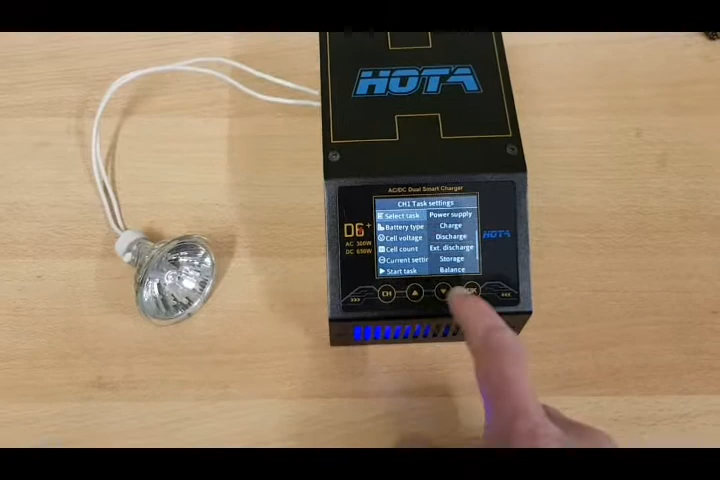 HOTA
AC/DC Dual Smart Charger
CH1 Task settings
Select task
Battery type
Cell voltage
Cell count
Current settin
Start task
Power supply
Charge
Discharge
Ext. discharge
Storage
Balance
D6+
AC 300W
DC 650W
HOTA
CH
▲
▼
OK